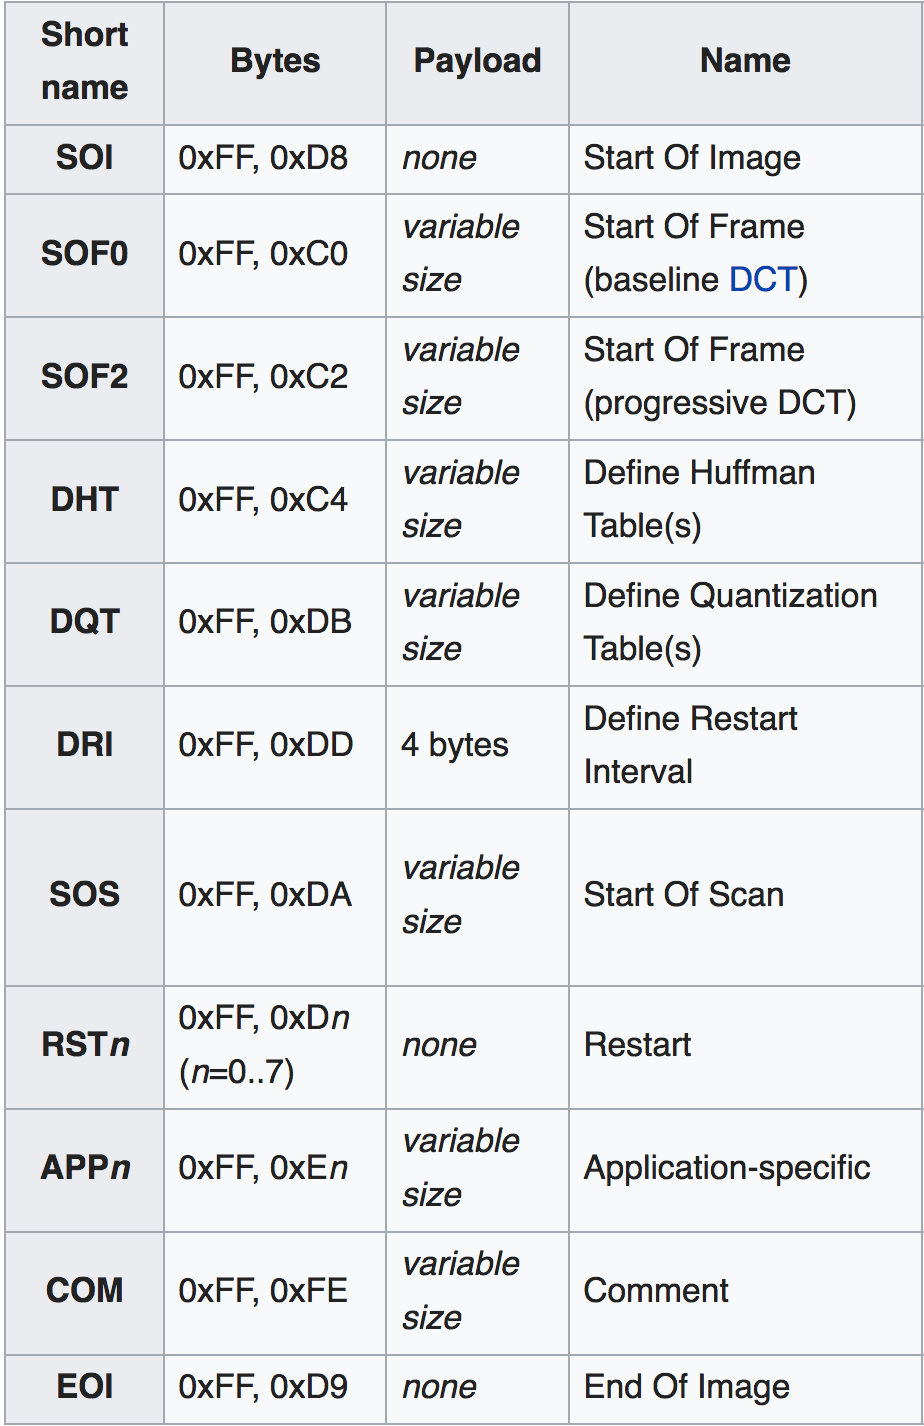 Short name Bytes Payload Name
SOI 0xFF, 0xD8 none Start Of Image
SOF0 0xFF, 0xC0 variable size Start Of Frame (baseline DCT)
SOF2 0xFF, 0xC2 variable size Start Of Frame (progressive DCT)
DHT 0xFF, 0xC4 variable size Define Huffman Table(s)
DQT 0xFF, 0xDB variable size Define Quantization Table(s)
DRI 0xFF, 0xDD 4 bytes Define Restart Interval
SOS 0xFF, 0xDA variable size Start Of Scan
RSTn 0xFF, 0xDn (n=0..7) none Restart
APPn 0xFF, 0xEn variable size Application-specific
COM 0xFF, 0xFE variable size Comment
EOI 0xFF, 0xD9 none End Of Image